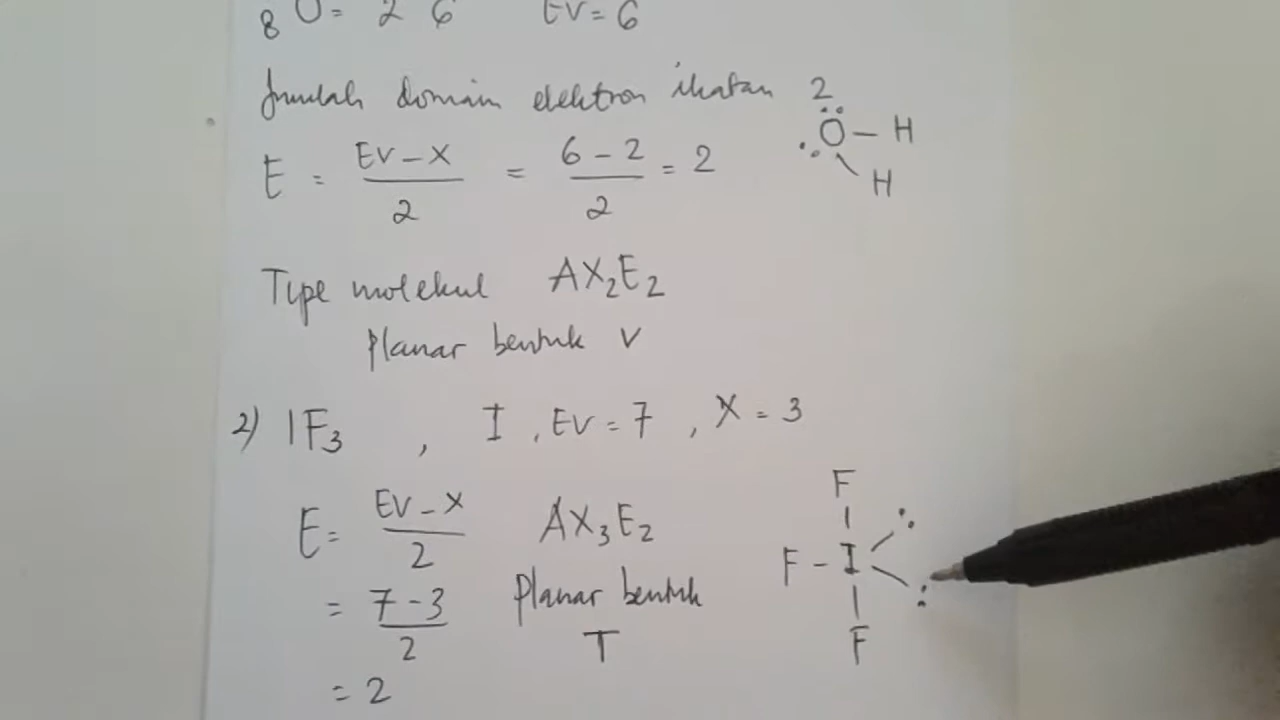 8 O = 2 6 EV = 6
Jumlah domain elektron ikatan 2
E = EV - X / 2 = 6 - 2 / 2 = 2
O - H
H
Tipe molekul AX2E2
planar bentuk V
2) IF3 , I , EV = 7 , X = 3
E = EV - X / 2 AX3E2
= 7 - 3 / 2 Planar bentuk
T
= 2
F
F - I
F